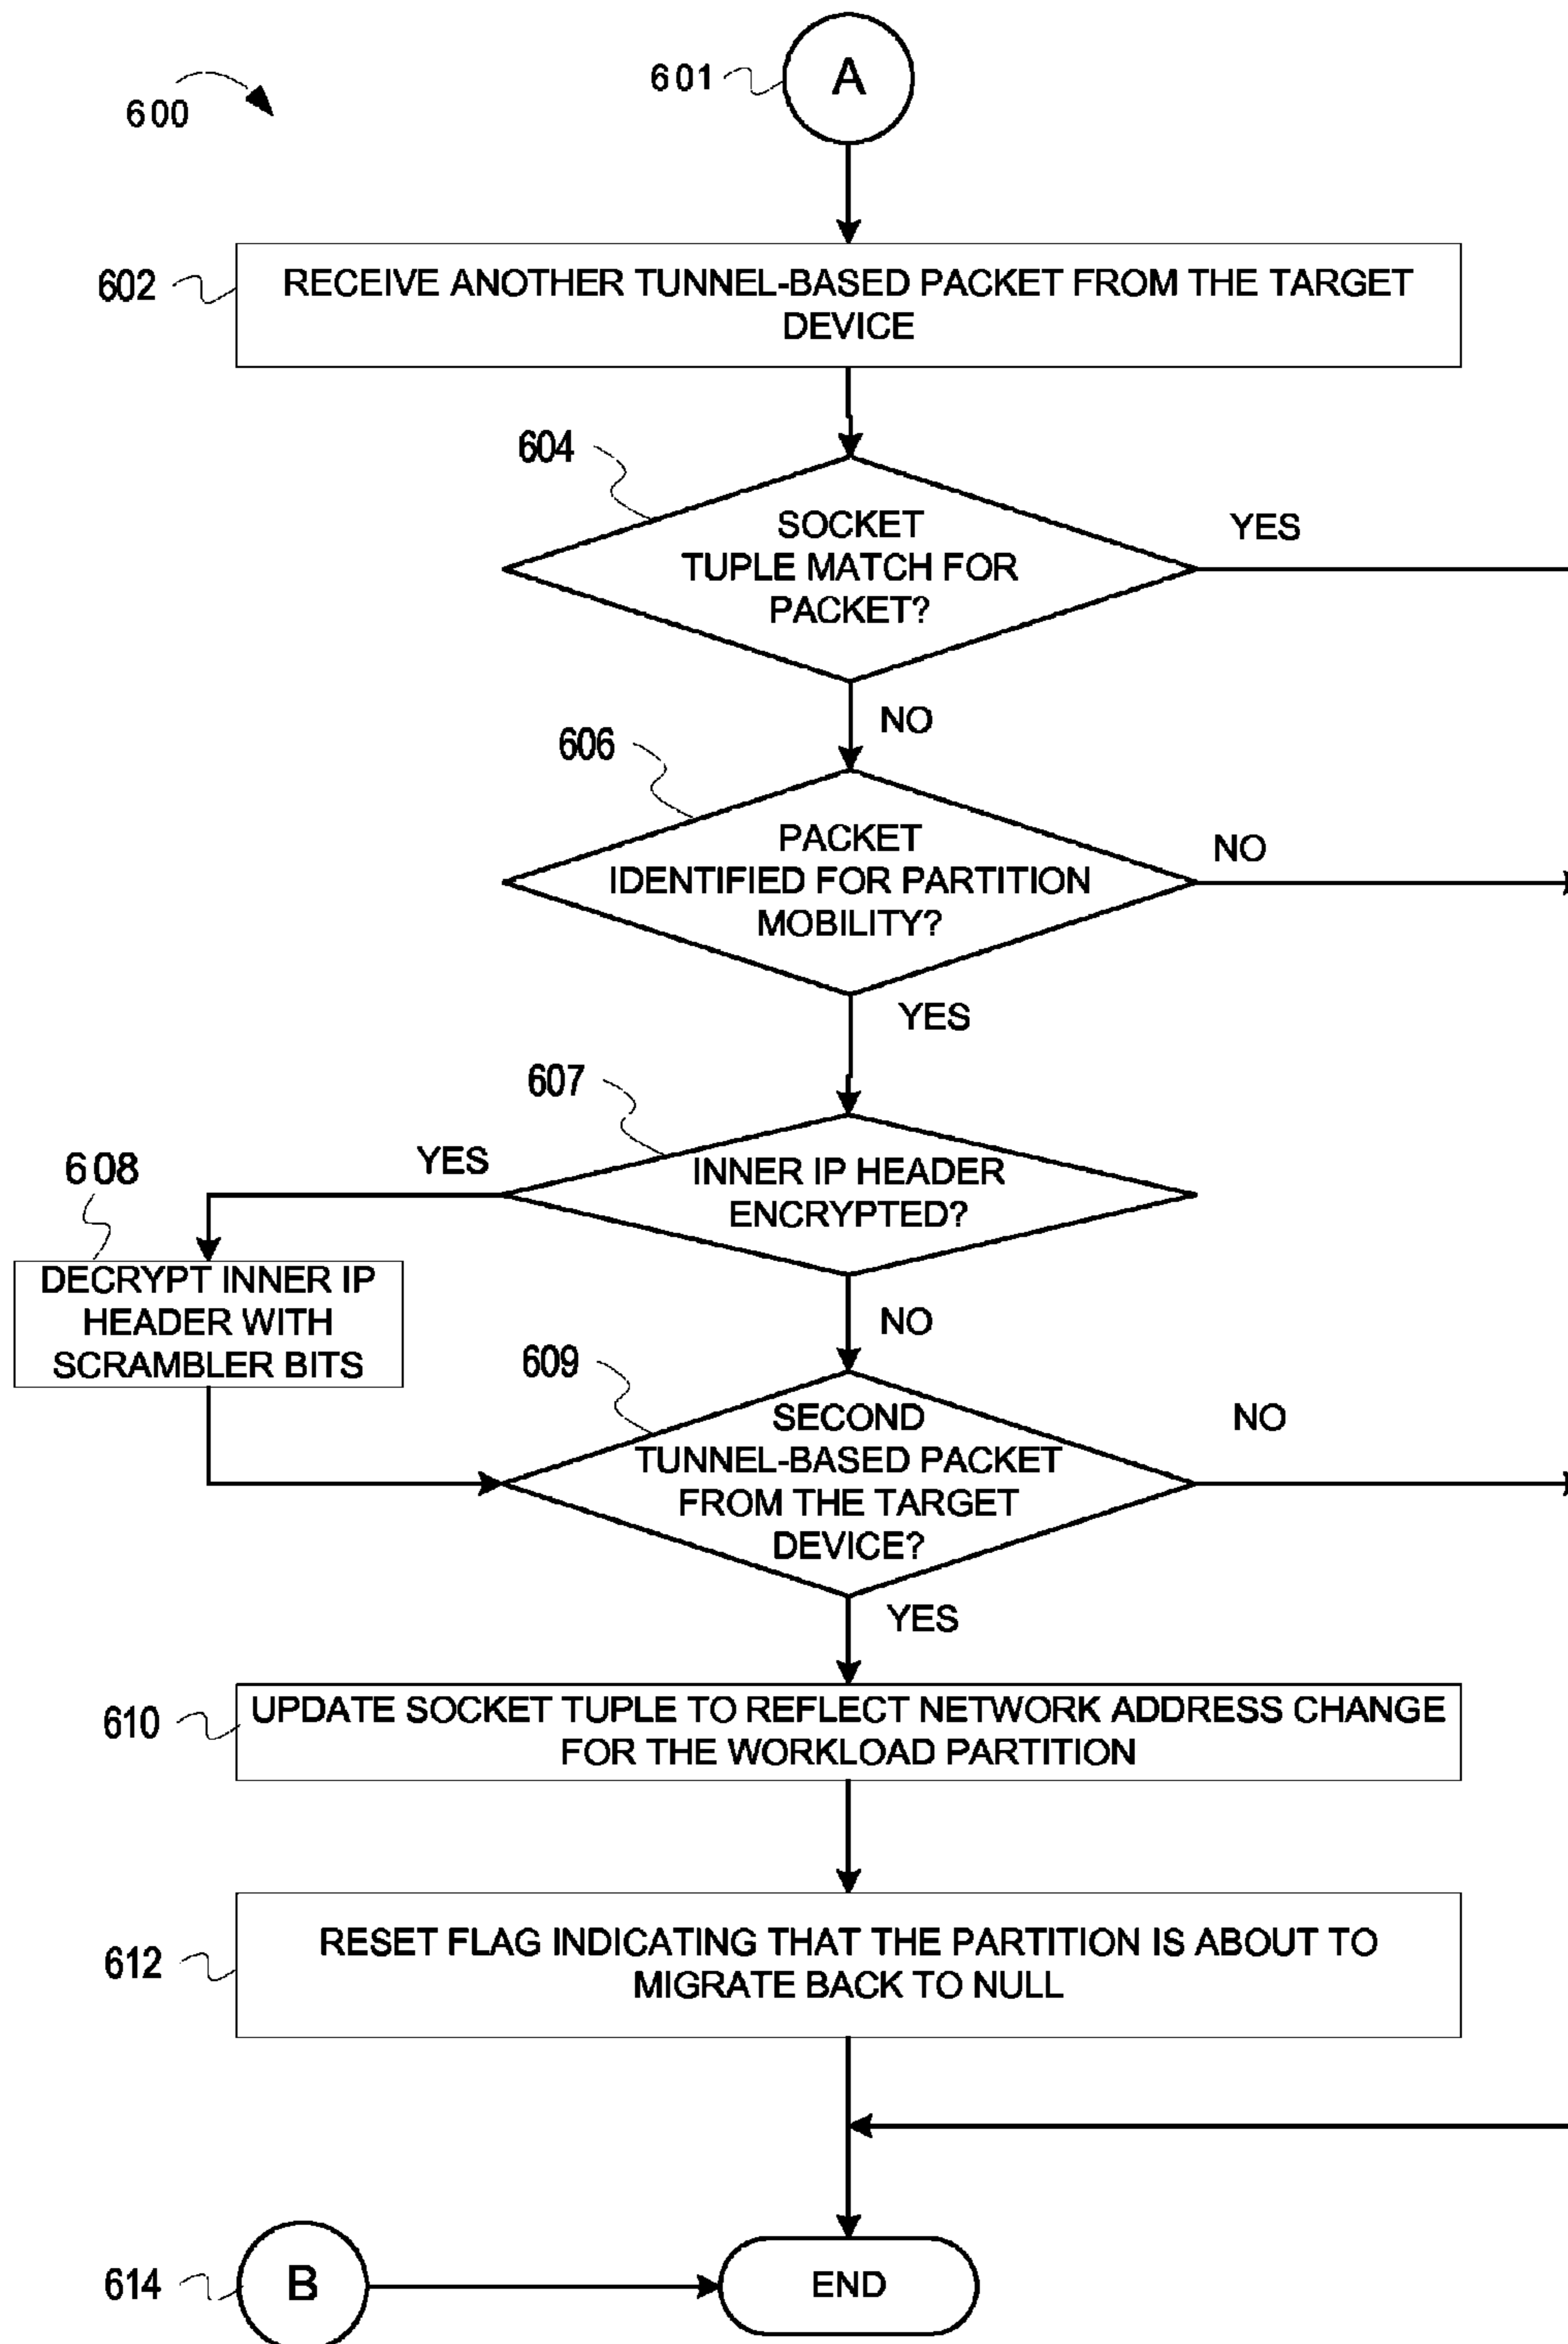 600
601
A
602
RECEIVE ANOTHER TUNNEL-BASED PACKET FROM THE TARGET
DEVICE
604
SOCKET
TUPLE MATCH FOR
PACKET?
YES
NO
606
PACKET
IDENTIFIED FOR PARTITION
MOBILITY?
NO
YES
607
INNER IP HEADER
ENCRYPTED?
YES
608
DECRYPT INNER IP
HEADER WITH
SCRAMBLER BITS
NO
609
SECOND
TUNNEL-BASED PACKET
FROM THE TARGET
DEVICE?
NO
YES
610
UPDATE SOCKET TUPLE TO REFLECT NETWORK ADDRESS CHANGE
FOR THE WORKLOAD PARTITION
612
RESET FLAG INDICATING THAT THE PARTITION IS ABOUT TO
MIGRATE BACK TO NULL
614
B
END